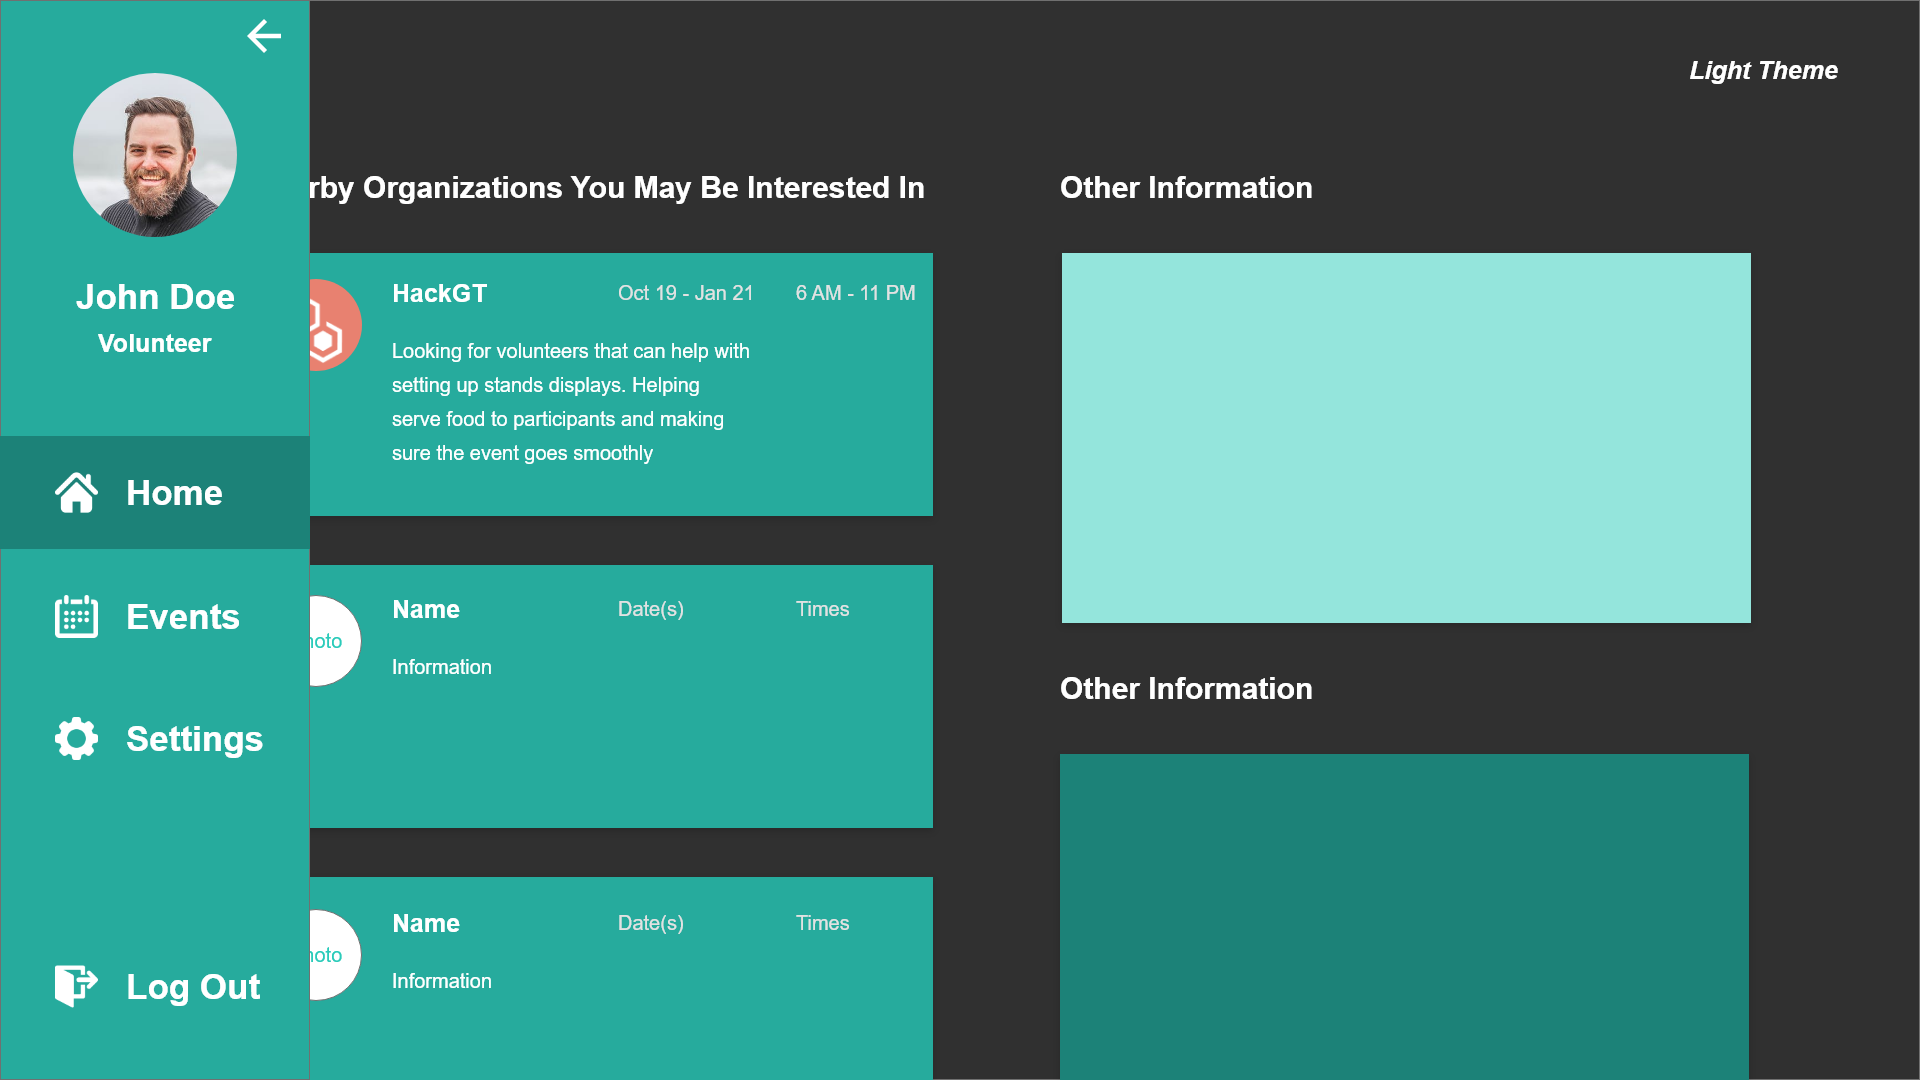 Light Theme
John Doe
Volunteer
Home
Events
Settings
Log Out
rby Organizations You May Be Interested In
HackGT
Oct 19 - Jan 21
6 AM - 11 PM
Looking for volunteers that can help with
setting up stands displays. Helping
serve food to participants and making
sure the event goes smoothly
Name
Date(s)
Times
hoto
Information
Name
Date(s)
Times
hoto
Information
Other Information
Other Information